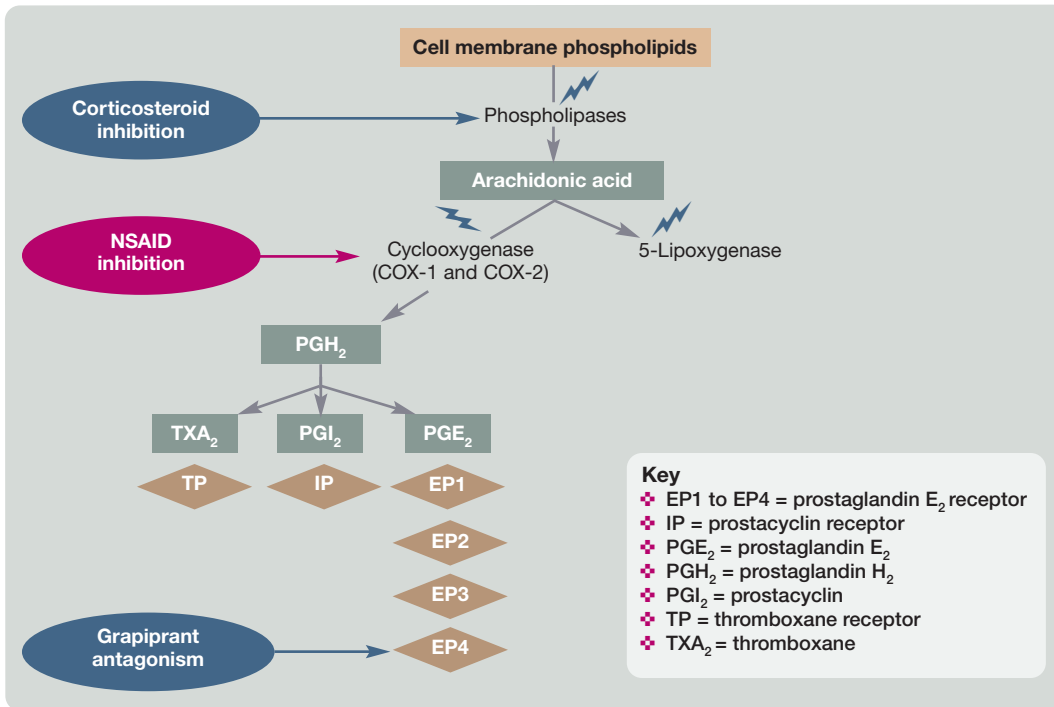 Cell membrane phospholipids
Corticosteroid
inhibition
Phospholipases
Arachidonic acid
NSAID
inhibition
Cyclooxygenase
(COX-1 and COX-2)
5-Lipoxygenase
PGH₂
TXA₂
PGI₂
PGE₂
TP
IP
EP1
EP2
EP3
Grapiprant
antagonism
EP4
Key
EP1 to EP4 = prostaglandin E₂ receptor
IP = prostacyclin receptor
PGE₂ = prostaglandin E₂
PGH₂ = prostaglandin H₂
PGI₂ = prostacyclin
TP = thromboxane receptor
TXA₂ = thromboxane